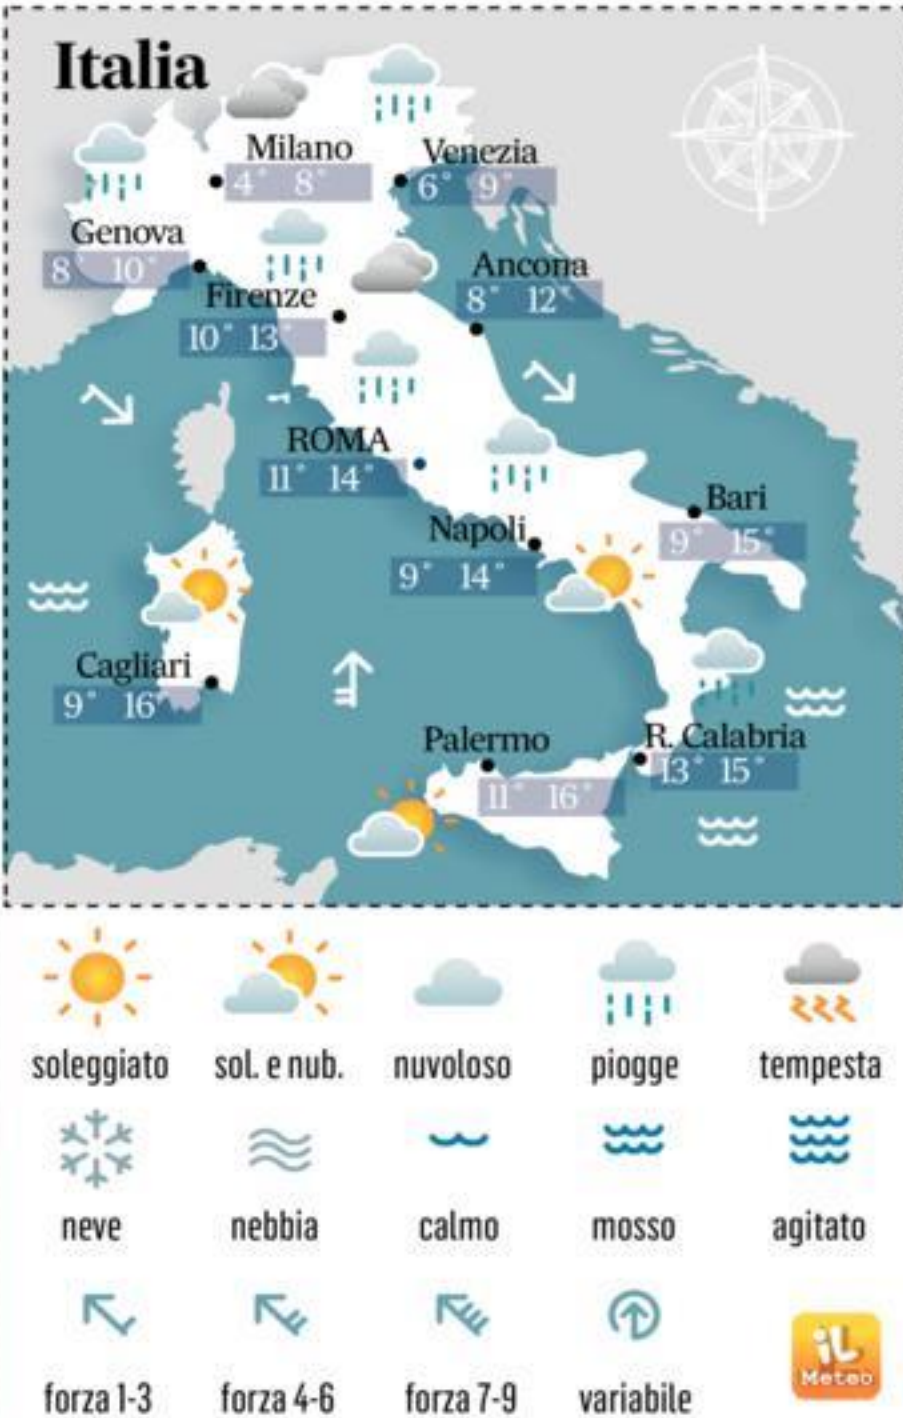 Italia
Milano
4° 8°
Venezia
6° 9°
Genova
8° 10°
Firenze
10° 13°
Ancona
8° 12°
ROMA
11° 14°
Bari
9° 15°
Napoli
9° 14°
Cagliari
9° 16°
Palermo
11° 16°
R. Calabria
13° 15°
soleggiato sol. e nub. nuvoloso piogge tempesta
neve nebbia calmo mosso agitato
forza 1-3 forza 4-6 forza 7-9 variabile
iL
Meteo